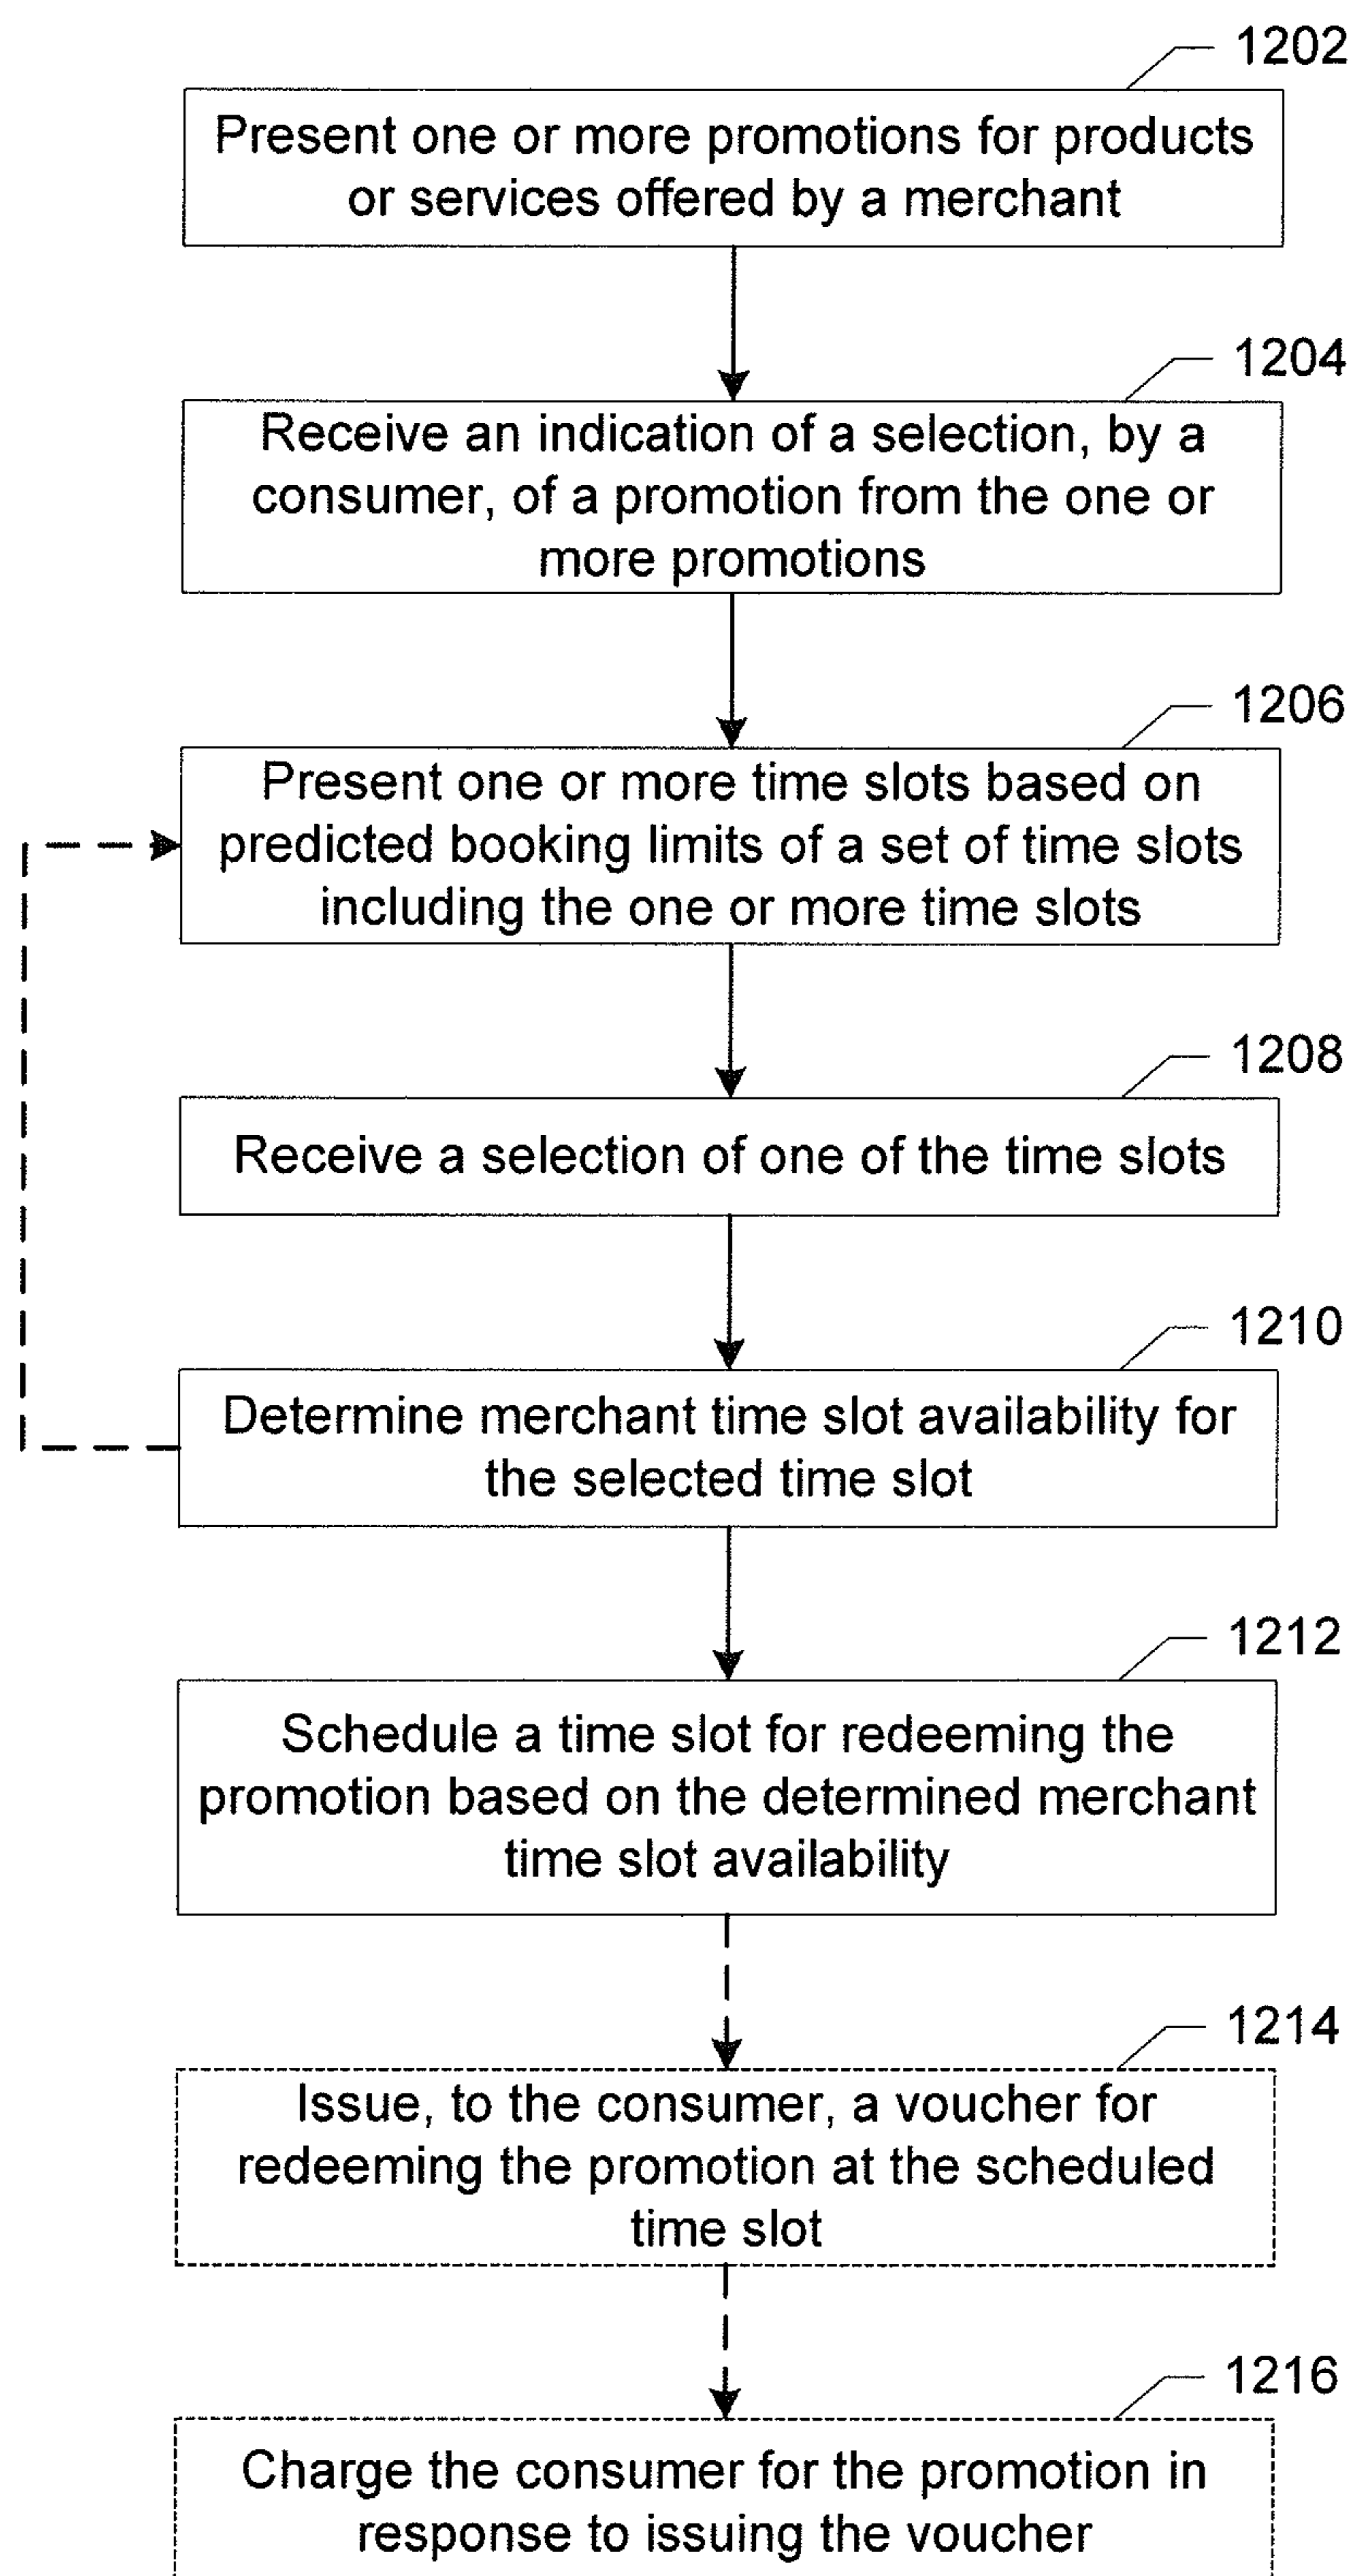 1202
Present one or more promotions for products
or services offered by a merchant
1204
Receive an indication of a selection, by a
consumer, of a promotion from the one or
more promotions
1206
Present one or more time slots based on
predicted booking limits of a set of time slots
including the one or more time slots
1208
Receive a selection of one of the time slots
1210
Determine merchant time slot availability for
the selected time slot
1212
Schedule a time slot for redeeming the
promotion based on the determined merchant
time slot availability
1214
Issue, to the consumer, a voucher for
redeeming the promotion at the scheduled
time slot
1216
Charge the consumer for the promotion in
response to issuing the voucher